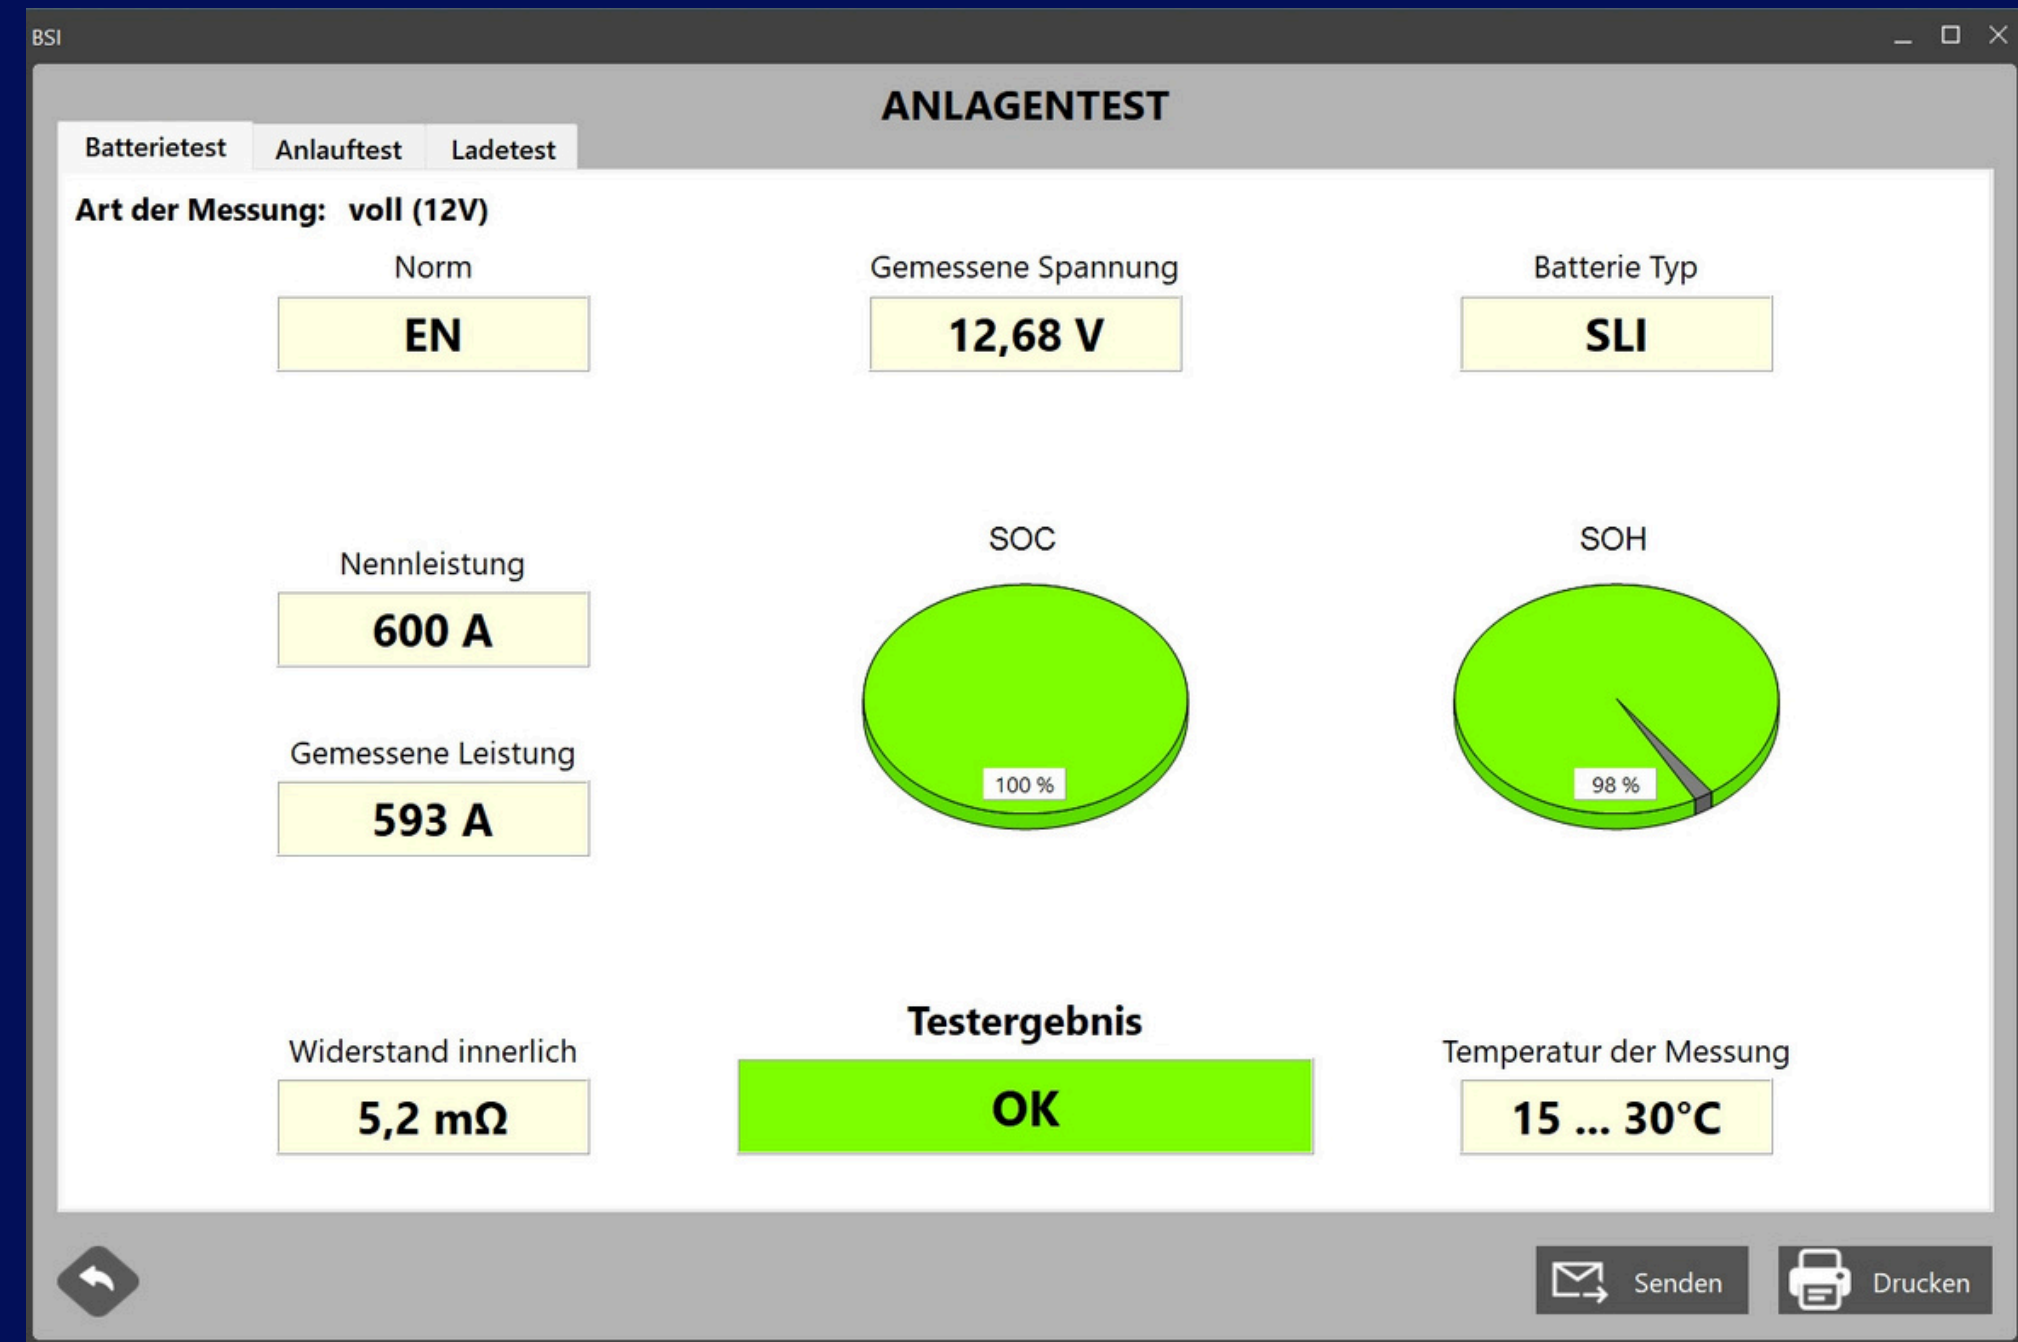 BSI
ANLAGENTEST
Batterietest Anlauftest Ladetest
Art der Messung: voll (12V)
Norm
EN
Gemessene Spannung
12,68 V
Batterie Typ
SLI
Nennleistung
600 A
Gemessene Leistung
593 A
SOC
100 %
SOH
98 %
Widerstand innerlich
5,2 mΩ
Testergebnis
OK
Temperatur der Messung
15 ... 30°C
Senden
Drucken